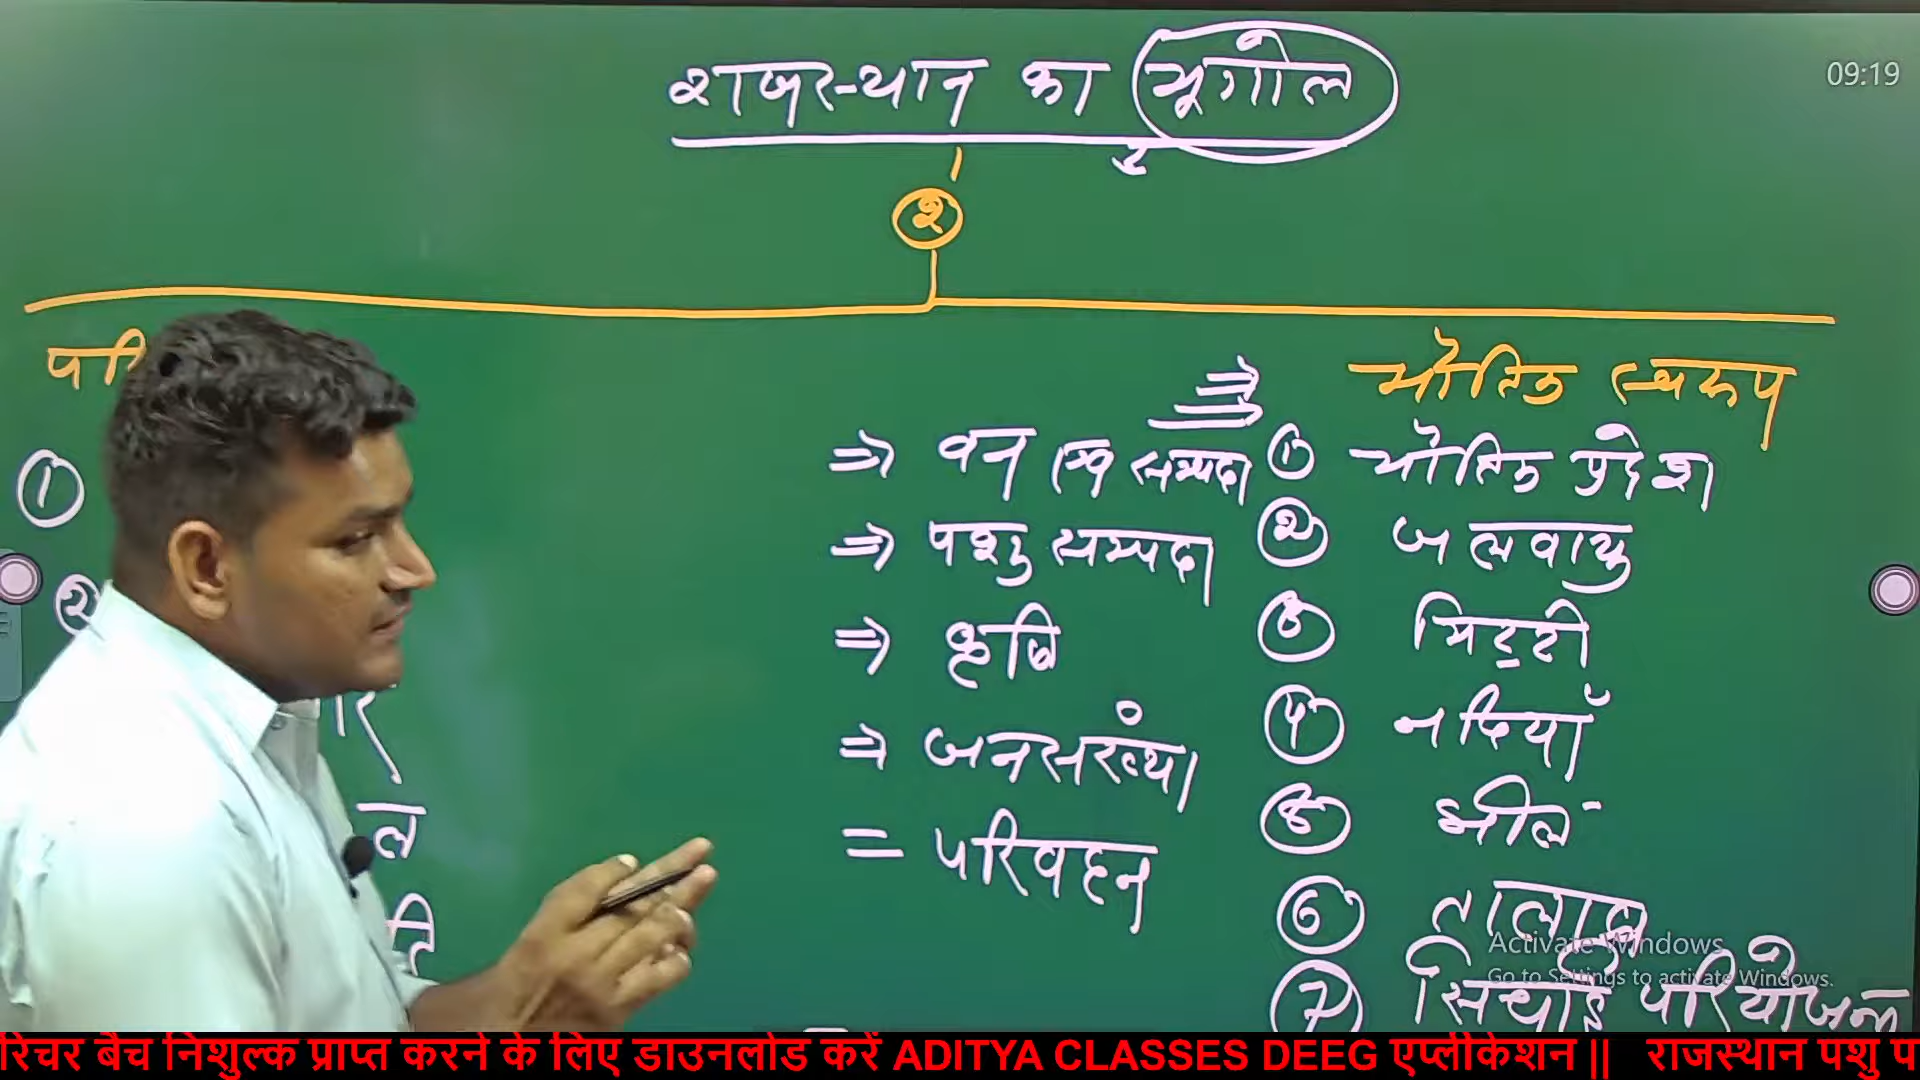 राजस्थान का भूगोल
09:19
२
भौतिक स्वरूप
① भौतिक प्रदेश
② जलवायु
③ मिट्टी
④ नदियाँ
⑤ झील
⑥ तालाब
⑦ सिंचाई परियोजना
⇒ वन एवं सम्पदा
⇒ पशु सम्पदा
⇒ कृषि
⇒ जनसंख्या
= परिवहन
①
②
Activate Windows
Go to Settings to activate Windows.
बैच निशुल्क प्राप्त करने के लिए डाउनलोड करें ADITYA CLASSES DEEG एप्लीकेशन || राजस्थान पशु